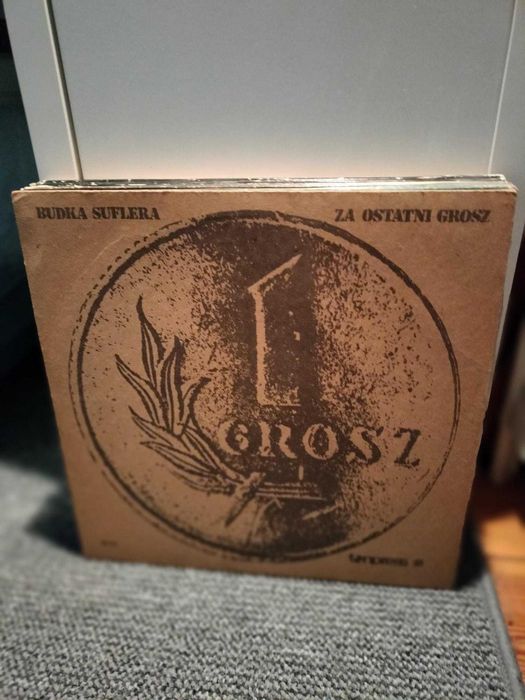 BUDKA SUFLERA
ZA OSTATNI GROSZ
1
GROSZ